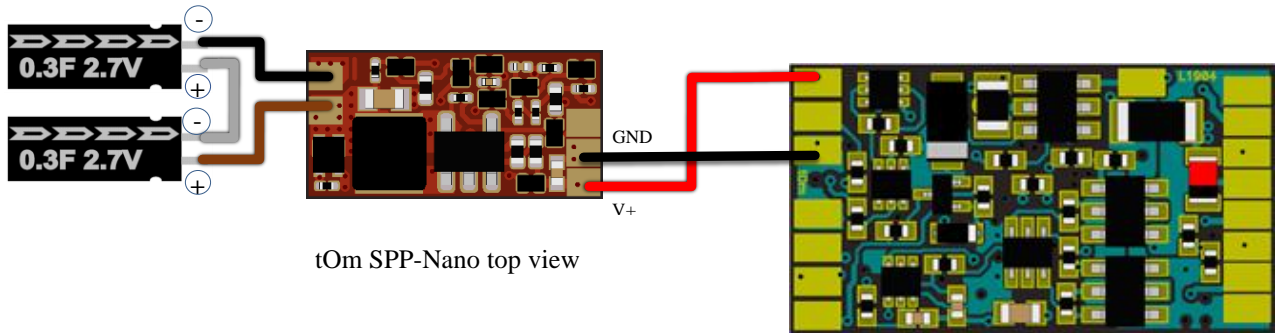 -
0.3F 2.7V
+
-
0.3F 2.7V
+
GND
V+
tOm SPP-Nano top view
L1904